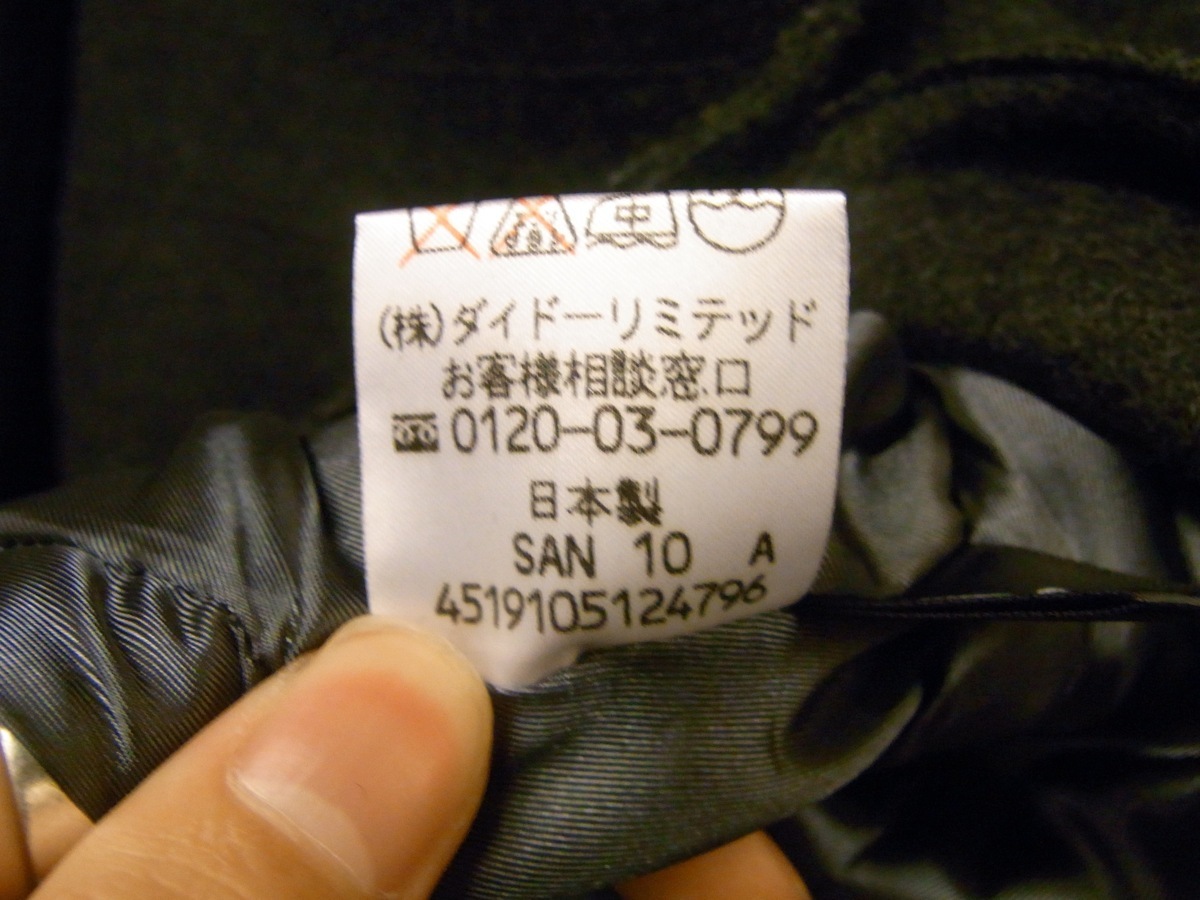 中
(株)ダイドーリミテッド
お客様相談窓口
0120-03-0799
日本製
SAN 10 A
4519105124796